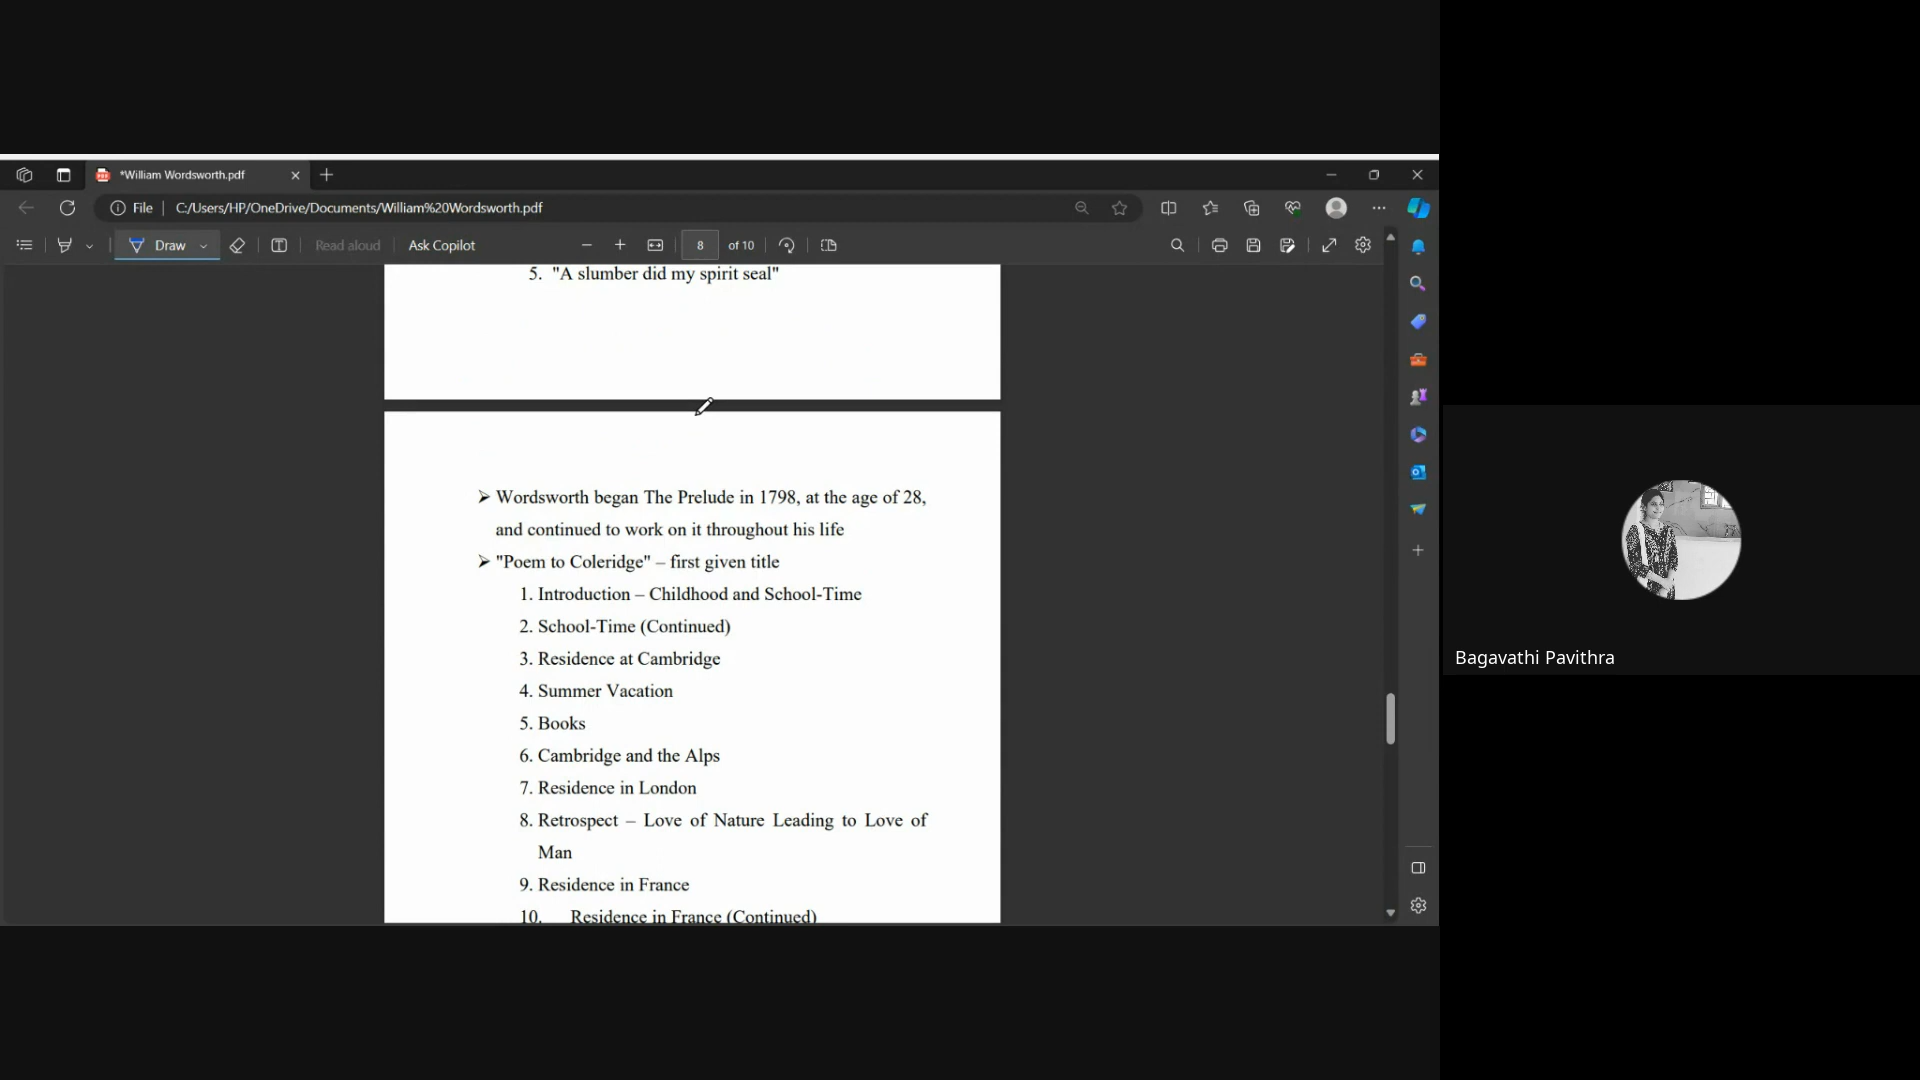 *William Wordsworth.pdf
File
C:/Users/HP/OneDrive/Documents/William%20Wordsworth.pdf
Draw
Read aloud
Ask Copilot
8
of 10
5. "A slumber did my spirit seal"
➢ Wordsworth began The Prelude in 1798, at the age of 28,
and continued to work on it throughout his life
➢ "Poem to Coleridge" – first given title
1. Introduction – Childhood and School-Time
2. School-Time (Continued)
3. Residence at Cambridge
4. Summer Vacation
5. Books
6. Cambridge and the Alps
7. Residence in London
8. Retrospect – Love of Nature Leading to Love of
Man
9. Residence in France
10. Residence in France (Continued)
Bagavathi Pavithra